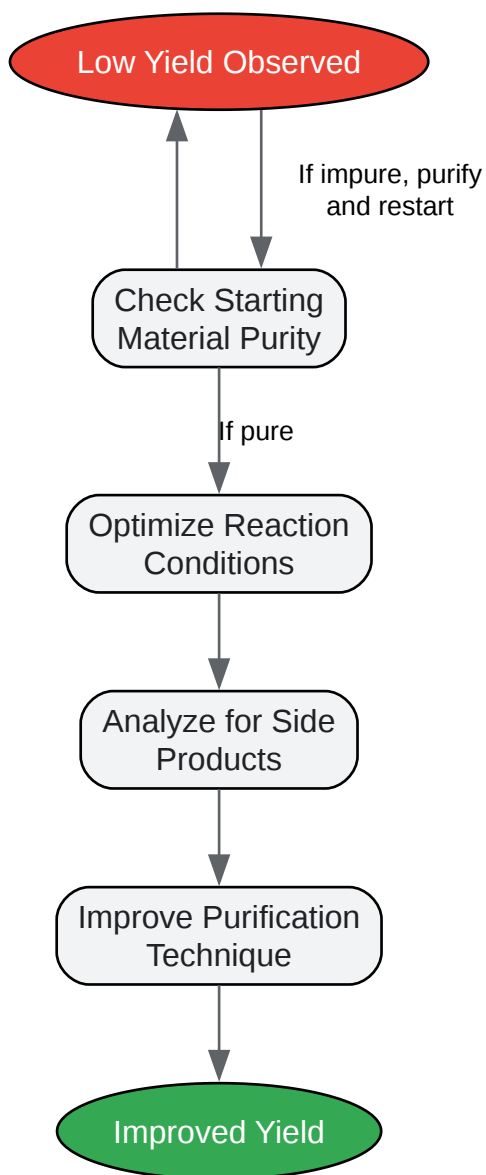 Low Yield Observed
If impure, purify
and restart
Check Starting
Material Purity
If pure
Optimize Reaction
Conditions
Analyze for Side
Products
Improve Purification
Technique
Improved Yield